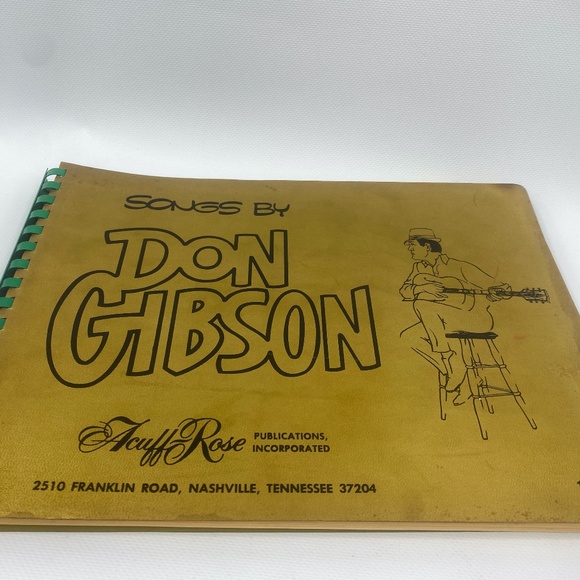 SONGS BY
DON
GIBSON
Acuff-Rose PUBLICATIONS,
INCORPORATED
2510 FRANKLIN ROAD, NASHVILLE, TENNESSEE 37204